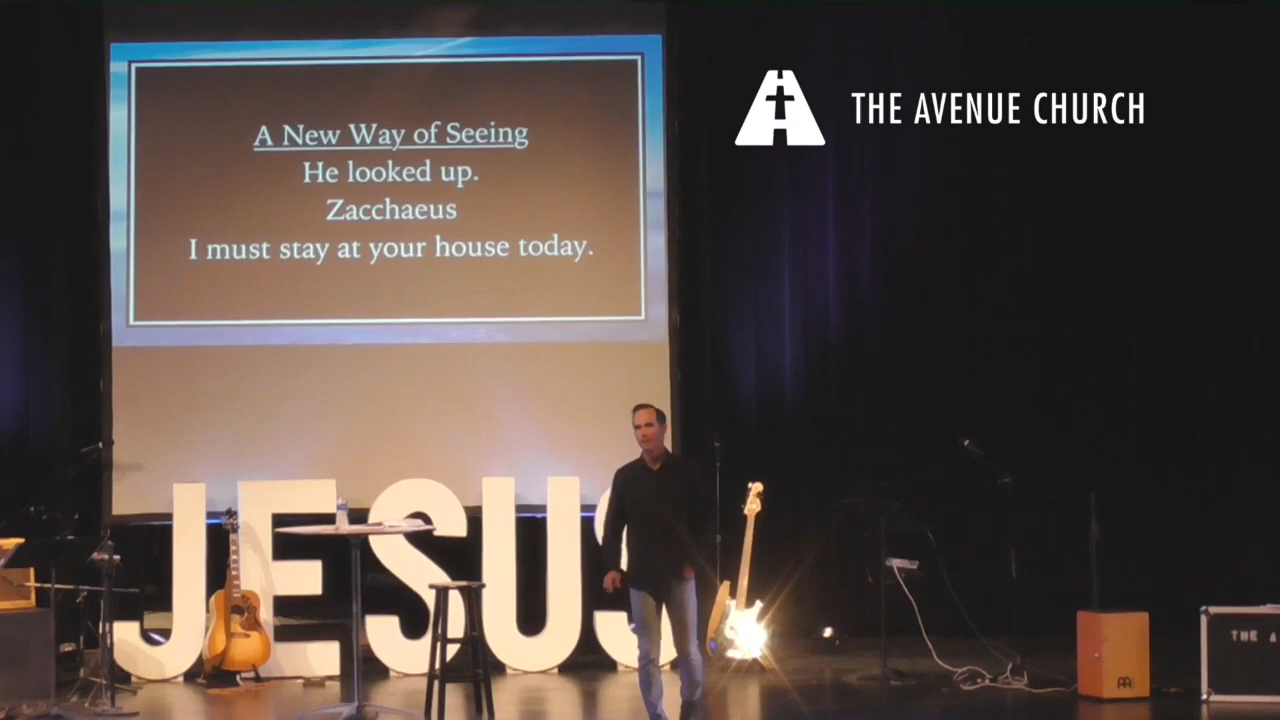 A New Way of Seeing
He looked up.
Zacchaeus
I must stay at your house today.
THE AVENUE CHURCH
JESUS
THE A